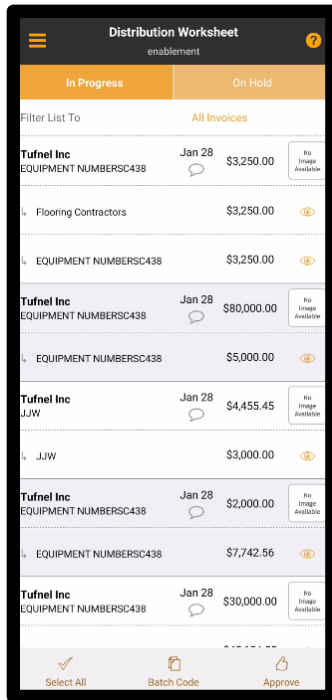 Distribution Worksheet
enablement
?
In Progress
On Hold
Filter List To
All Invoices
Tufnel Inc
EQUIPMENT NUMBERSC438
Jan 28
$3,250.00
No
Image
Available
Flooring Contractors
$3,250.00
EQUIPMENT NUMBERSC438
$3,250.00
Tufnel Inc
EQUIPMENT NUMBERSC438
Jan 28
$80,000.00
No
Image
Available
EQUIPMENT NUMBERSC438
$5,000.00
Tufnel Inc
JJW
Jan 28
$4,455.45
No
Image
Available
JJW
$3,000.00
Tufnel Inc
EQUIPMENT NUMBERSC438
Jan 28
$2,000.00
No
Image
Available
EQUIPMENT NUMBERSC438
$7,742.56
Tufnel Inc
EQUIPMENT NUMBERSC438
Jan 28
$30,000.00
No
Image
Available
Select All
Batch Code
Approve